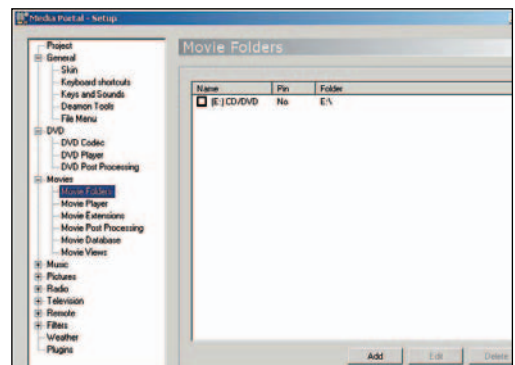 Media Portal - Setup
Project
General
Skin
Keyboard shortcuts
Keys and Sounds
Deamon Tools
File Menu
DVD
DVD Codec
DVD Player
DVD Post Processing
Movies
Movie Folders
Movie Player
Movie Extensions
Movie Post Processing
Movie Database
Movie Views
Music
Pictures
Radio
Television
Remote
Filters
Weather
Plugins
Movie Folders
Name Pin Folder
(E:) CD/DVD No E:\
Add Edit Delete